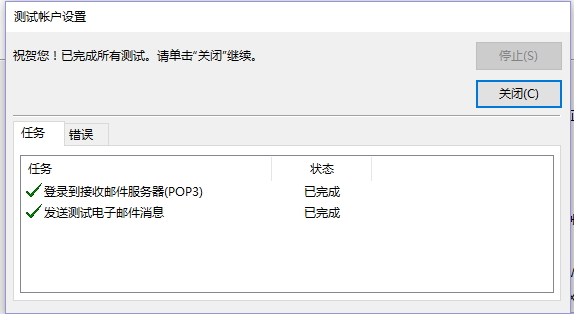 测试帐户设置
祝贺您！已完成所有测试。请单击“关闭”继续。
停止(S)
关闭(C)
任务 错误
任务 状态
登录到接收邮件服务器(POP3) 已完成
发送测试电子邮件消息 已完成